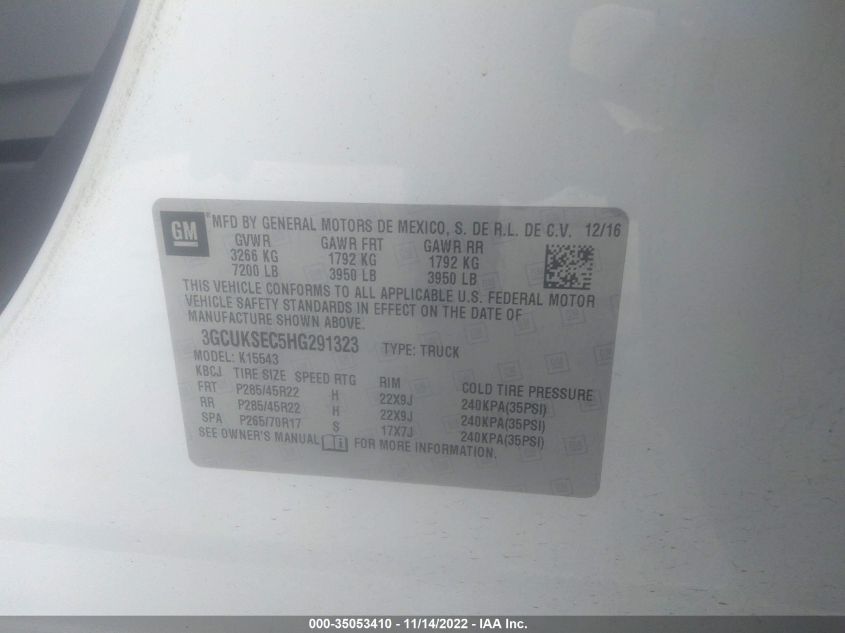 GM ® MFD BY GENERAL MOTORS DE MEXICO, S. DE R.L. DE C.V. 12/16
GVWR GAWR FRT GAWR RR
3266 KG 1792 KG 1792 KG
7200 LB 3950 LB 3950 LB
THIS VEHICLE CONFORMS TO ALL APPLICABLE U.S. FEDERAL MOTOR
VEHICLE SAFETY STANDARDS IN EFFECT ON THE DATE OF
MANUFACTURE SHOWN ABOVE.
3GCUKSEC5HG291323 TYPE: TRUCK
MODEL: K15543
KBCJ TIRE SIZE SPEED RTG RIM COLD TIRE PRESSURE
FRT P285/45R22 H 22X9J 240KPA(35PSI)
RR P285/45R22 H 22X9J 240KPA(35PSI)
SPA P265/70R17 S 17X7J 240KPA(35PSI)
SEE OWNER'S MANUAL i FOR MORE INFORMATION.
000-35053410 - 11/14/2022 - IAA Inc.